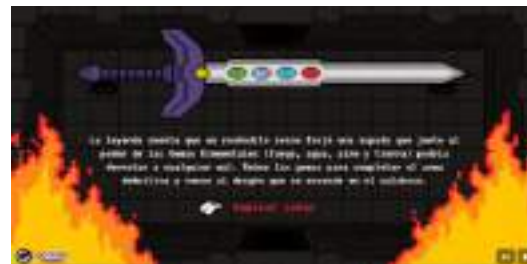 La leyenda cuenta que un renombrado sabio forjó una espada que junto al
poder de las Gemas Elementales (fuego, agua, aire y tierra) podría
derrotar a cualquier mal. Reúne las gemas para completar el arma
definitiva y vence al dragón que se esconde en el calabozo.